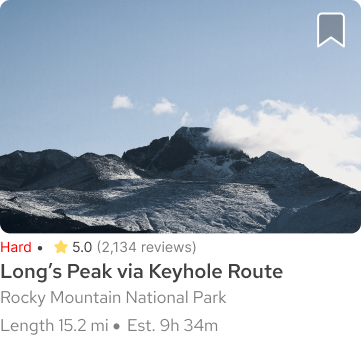 Hard • 5.0 (2,134 reviews)
Long's Peak via Keyhole Route
Rocky Mountain National Park
Length 15.2 mi • Est. 9h 34m